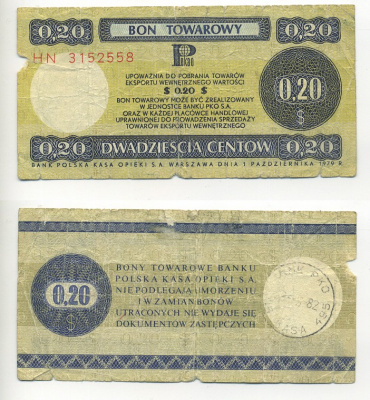 0,20 BON TOWAROWY 0,20
HN 3152558
PeKaO
UPOWAŻNIA DO POBRANIA TOWARÓW
EKSPORTU WEWNĘTRZNEGO WARTOŚCI
$ 0.20 $
BON TOWAROWY MOŻE BYĆ ZREALIZOWANY
W JEDNOSTCE BANKU PKO S.A.
ORAZ W KAŻDEJ PLACÓWCE HANDLOWEJ
UPRAWNIONEJ DO PROWADZENIA SPRZEDAŻY
TOWARÓW EKSPORTU WEWNĘTRZNEGO
0,20
$
0,20 DWADZIEŚCIA CENTÓW 0,20
BANK POLSKA KASA OPIEKI S.A. WARSZAWA DNIA 1 PAŹDZIERNIKA 1979 R.
0,20
BONY TOWAROWE BANKU
POLSKA KASA OPIEKI S.A.
NIE PODLEGAJĄ UMORZENIU
I W ZAMIAN BONÓW
UTRACONYCH NIE WYDAJE SIĘ
DOKUMENTÓW ZASTĘPCZYCH
PKO
82